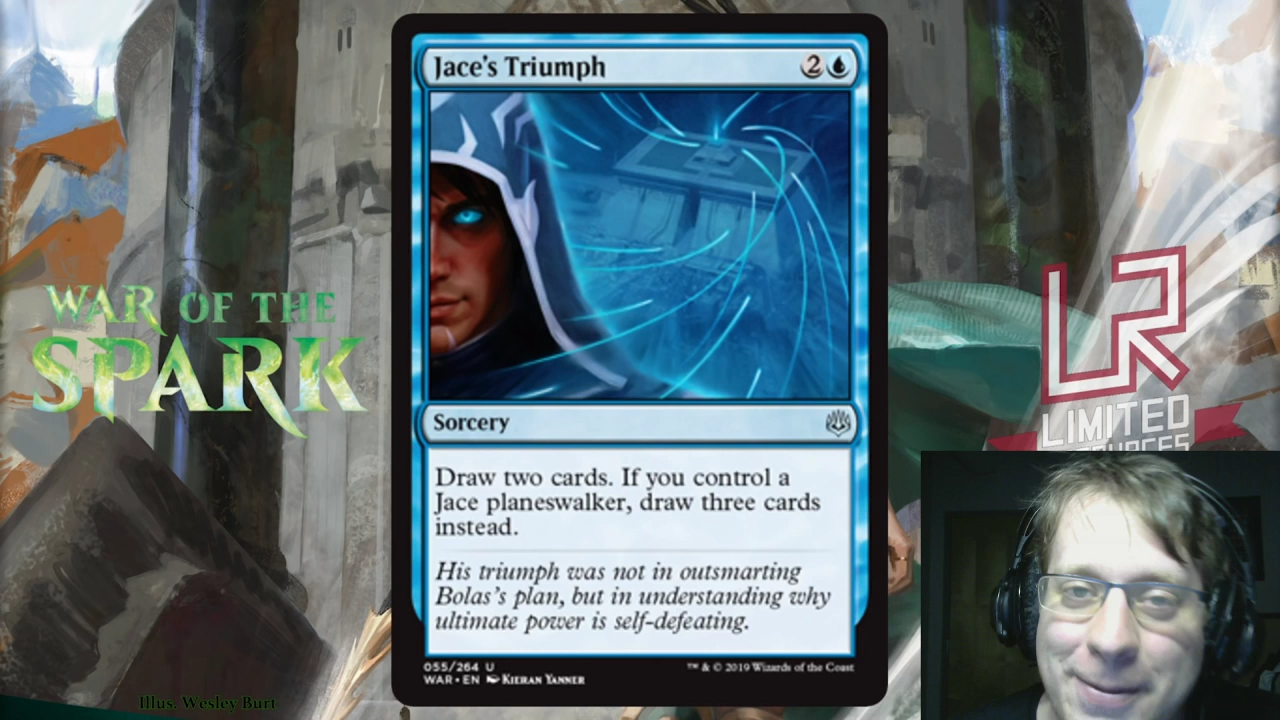 Jace's Triumph
2
WAR OF THE
SPARK
Sorcery
LR
LIMITED
Draw two cards. If you control a
Jace planeswalker, draw three cards
instead.
His triumph was not in outsmarting
Bolas's plan, but in understanding why
ultimate power is self-defeating.
055/264 U
™ & © 2019 Wizards of the Coast
WAR • EN KIERAN YANNER
Illus. Wesley Burt